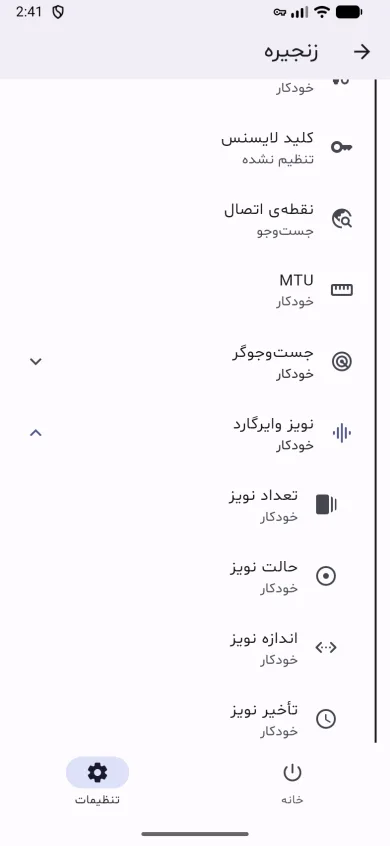 2:41
زنجیره
خودکار
کلید لایسنس
تنظیم نشده
نقطه‌ی اتصال
جست‌وجو
MTU
خودکار
جست‌وجوگر
خودکار
نویز وایرگارد
خودکار
تعداد نویز
خودکار
حالت نویز
خودکار
اندازه نویز
خودکار
تأخیر نویز
خودکار
خانه
تنظیمات